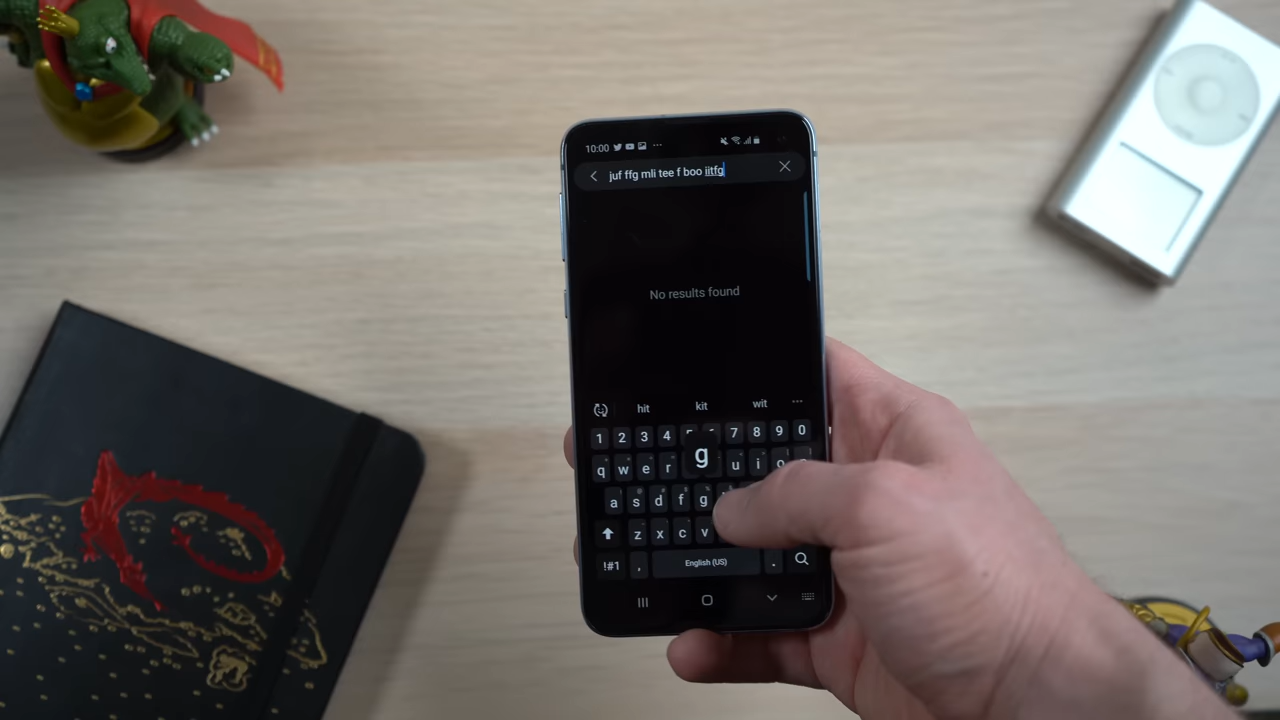 10:00
juf ffg mli tee f boo iitfg
No results found
hit kit wit
1 2 3 4 7 8 9 0
q w e r g u i o
a s d f g
z x c v
!#1 , English (US) .